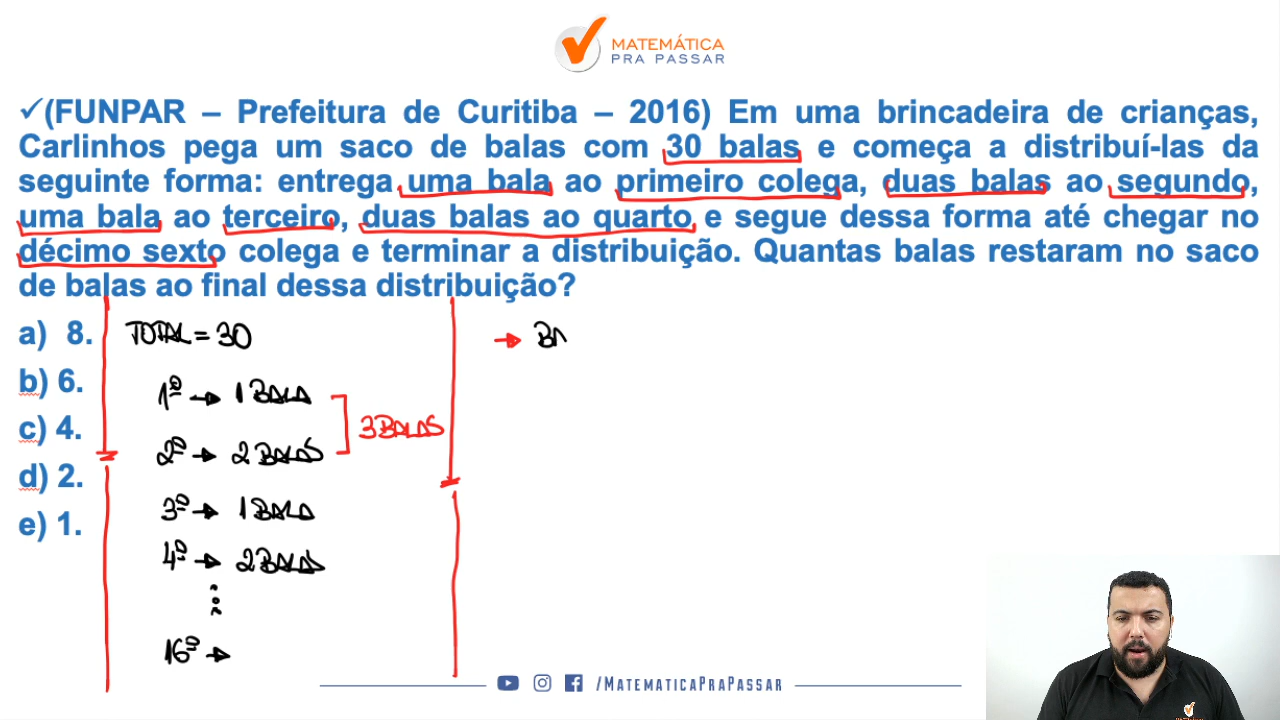 MATEMÁTICA
PRA PASSAR
✓(FUNPAR – Prefeitura de Curitiba – 2016) Em uma brincadeira de crianças,
Carlinhos pega um saco de balas com 30 balas e começa a distribuí-las da
seguinte forma: entrega uma bala ao primeiro colega, duas balas ao segundo,
uma bala ao terceiro, duas balas ao quarto e segue dessa forma até chegar no
décimo sexto colega e terminar a distribuição. Quantas balas restaram no saco
de balas ao final dessa distribuição?
a) 8.
b) 6.
c) 4.
d) 2.
e) 1.
TOTAL = 30
1º → 1 BALA
2º → 2 BALAS
3 BALAS
3º → 1 BALA
4º → 2 BALAS
16º →
→ BA
/MATEMATICAPRAPASSAR